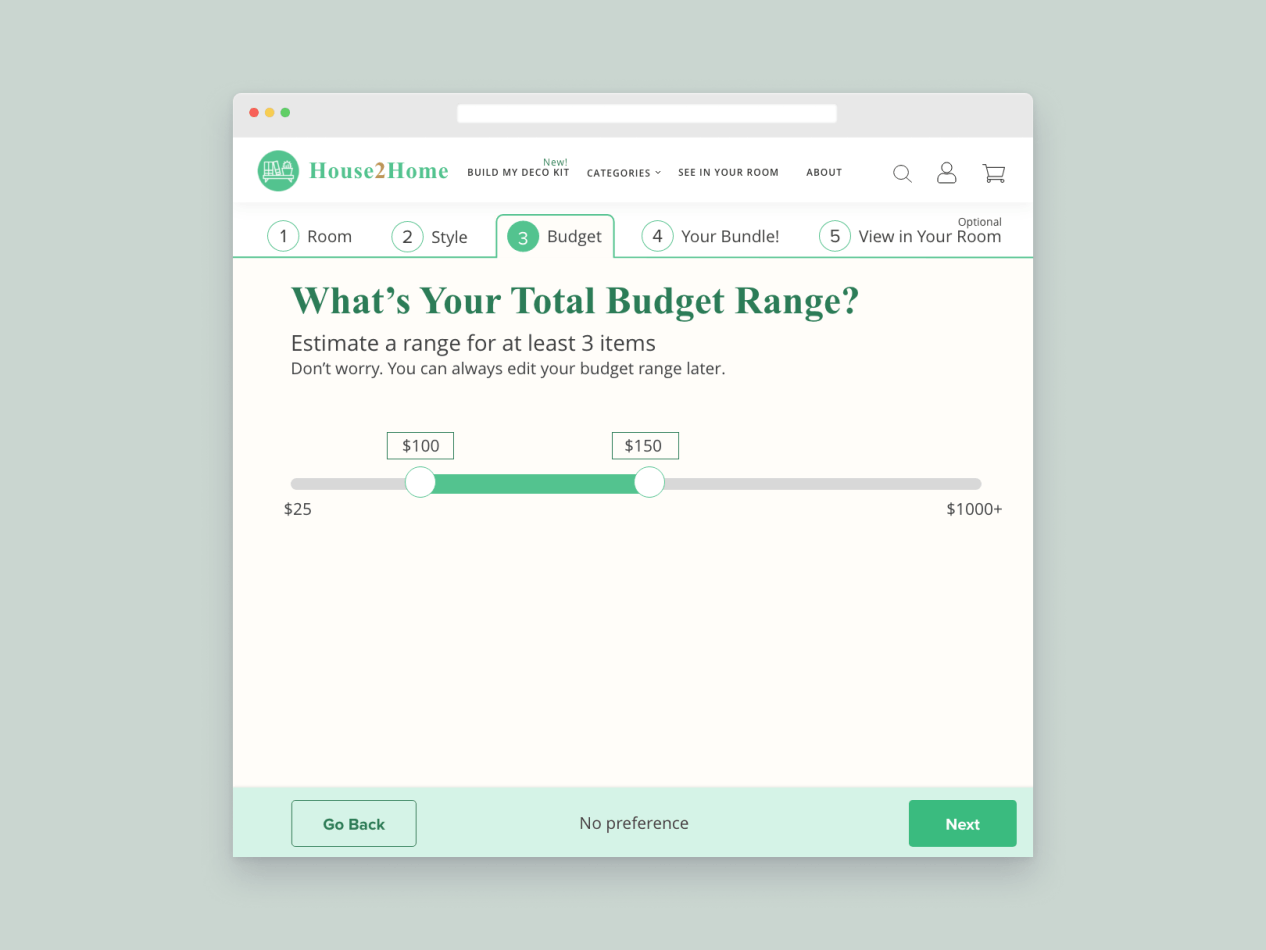 House2Home
New!
BUILD MY DECO KIT
CATEGORIES
SEE IN YOUR ROOM
ABOUT
1 Room
2 Style
3 Budget
4 Your Bundle!
Optional
5 View in Your Room
What’s Your Total Budget Range?
Estimate a range for at least 3 items
Don’t worry. You can always edit your budget range later.
$100
$150
$25
$1000+
Go Back
No preference
Next